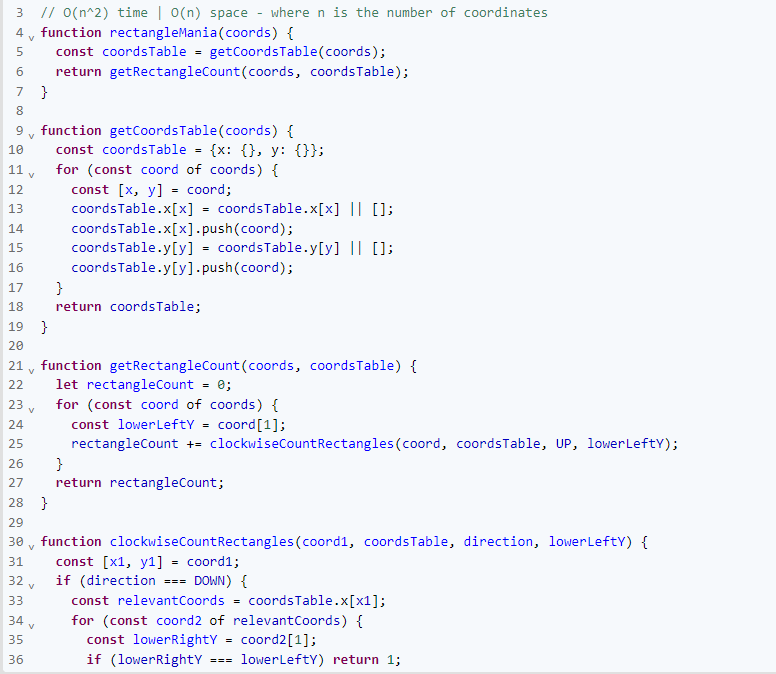 3 // O(n^2) time | O(n) space - where n is the number of coordinates
4 function rectangleMania(coords) {
5   const coordsTable = getCoordsTable(coords);
6   return getRectangleCount(coords, coordsTable);
7 }
8
9 function getCoordsTable(coords) {
10   const coordsTable = {x: {}, y: {}};
11   for (const coord of coords) {
12     const [x, y] = coord;
13     coordsTable.x[x] = coordsTable.x[x] || [];
14     coordsTable.x[x].push(coord);
15     coordsTable.y[y] = coordsTable.y[y] || [];
16     coordsTable.y[y].push(coord);
17   }
18   return coordsTable;
19 }
20
21 function getRectangleCount(coords, coordsTable) {
22   let rectangleCount = 0;
23   for (const coord of coords) {
24     const lowerLeftY = coord[1];
25     rectangleCount += clockwiseCountRectangles(coord, coordsTable, UP, lowerLeftY);
26   }
27   return rectangleCount;
28 }
29
30 function clockwiseCountRectangles(coord1, coordsTable, direction, lowerLeftY) {
31   const [x1, y1] = coord1;
32   if (direction === DOWN) {
33     const relevantCoords = coordsTable.x[x1];
34     for (const coord2 of relevantCoords) {
35       const lowerRightY = coord2[1];
36       if (lowerRightY === lowerLeftY) return 1;